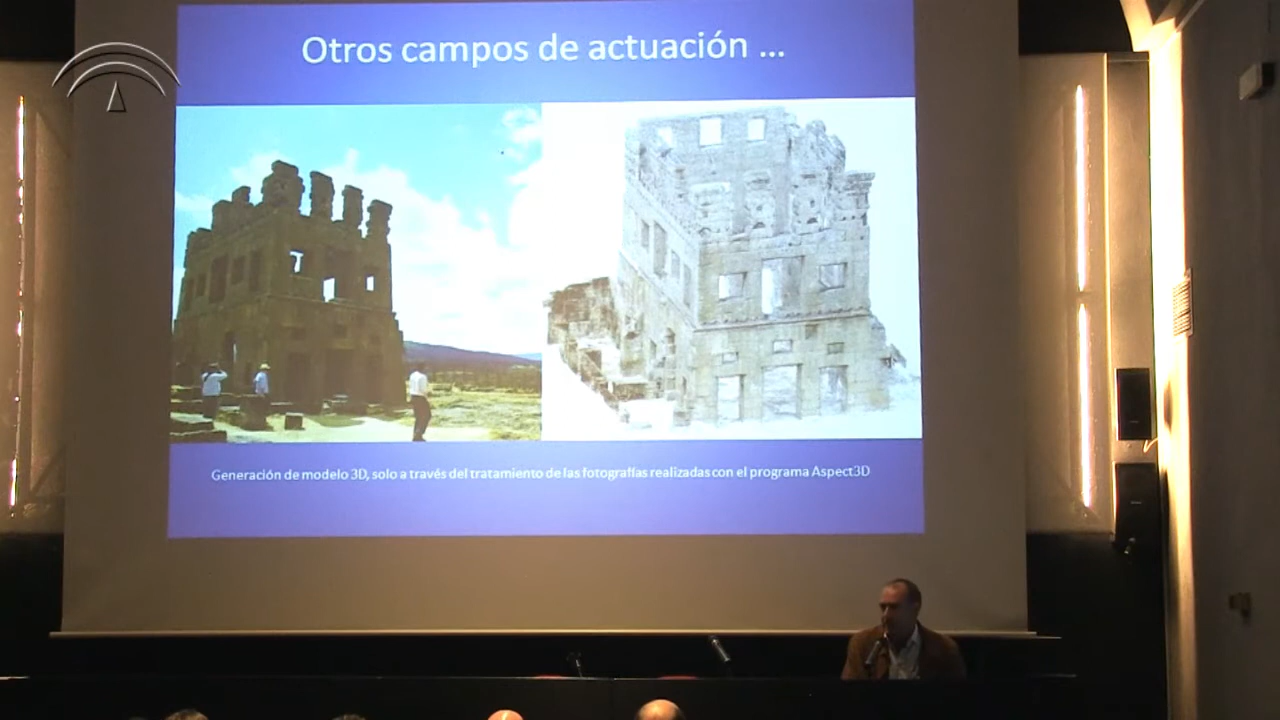 Otros campos de actuación ...
Generación de modelo 3D, solo a través del tratamiento de las fotografías realizadas con el programa Aspect3D